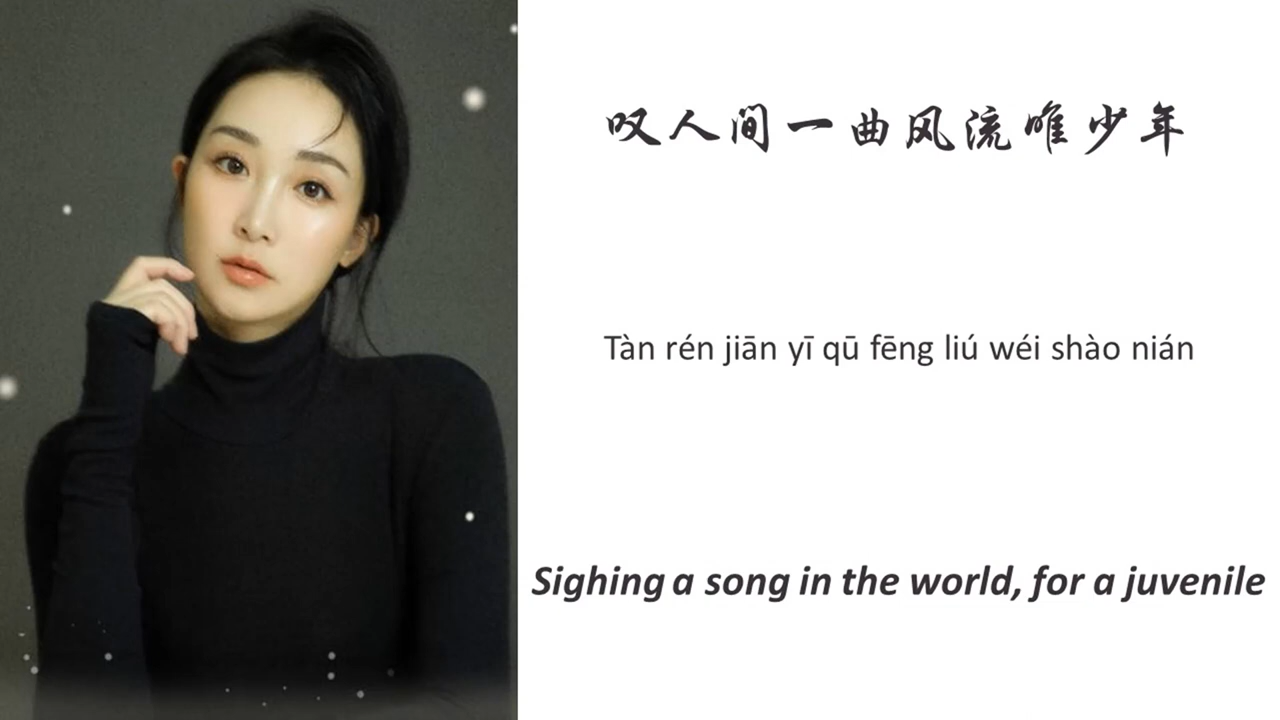 叹人间一曲风流唯少年
Tàn rén jiān yī qū fēng liú wéi shào nián
Sighing a song in the world, for a juvenile